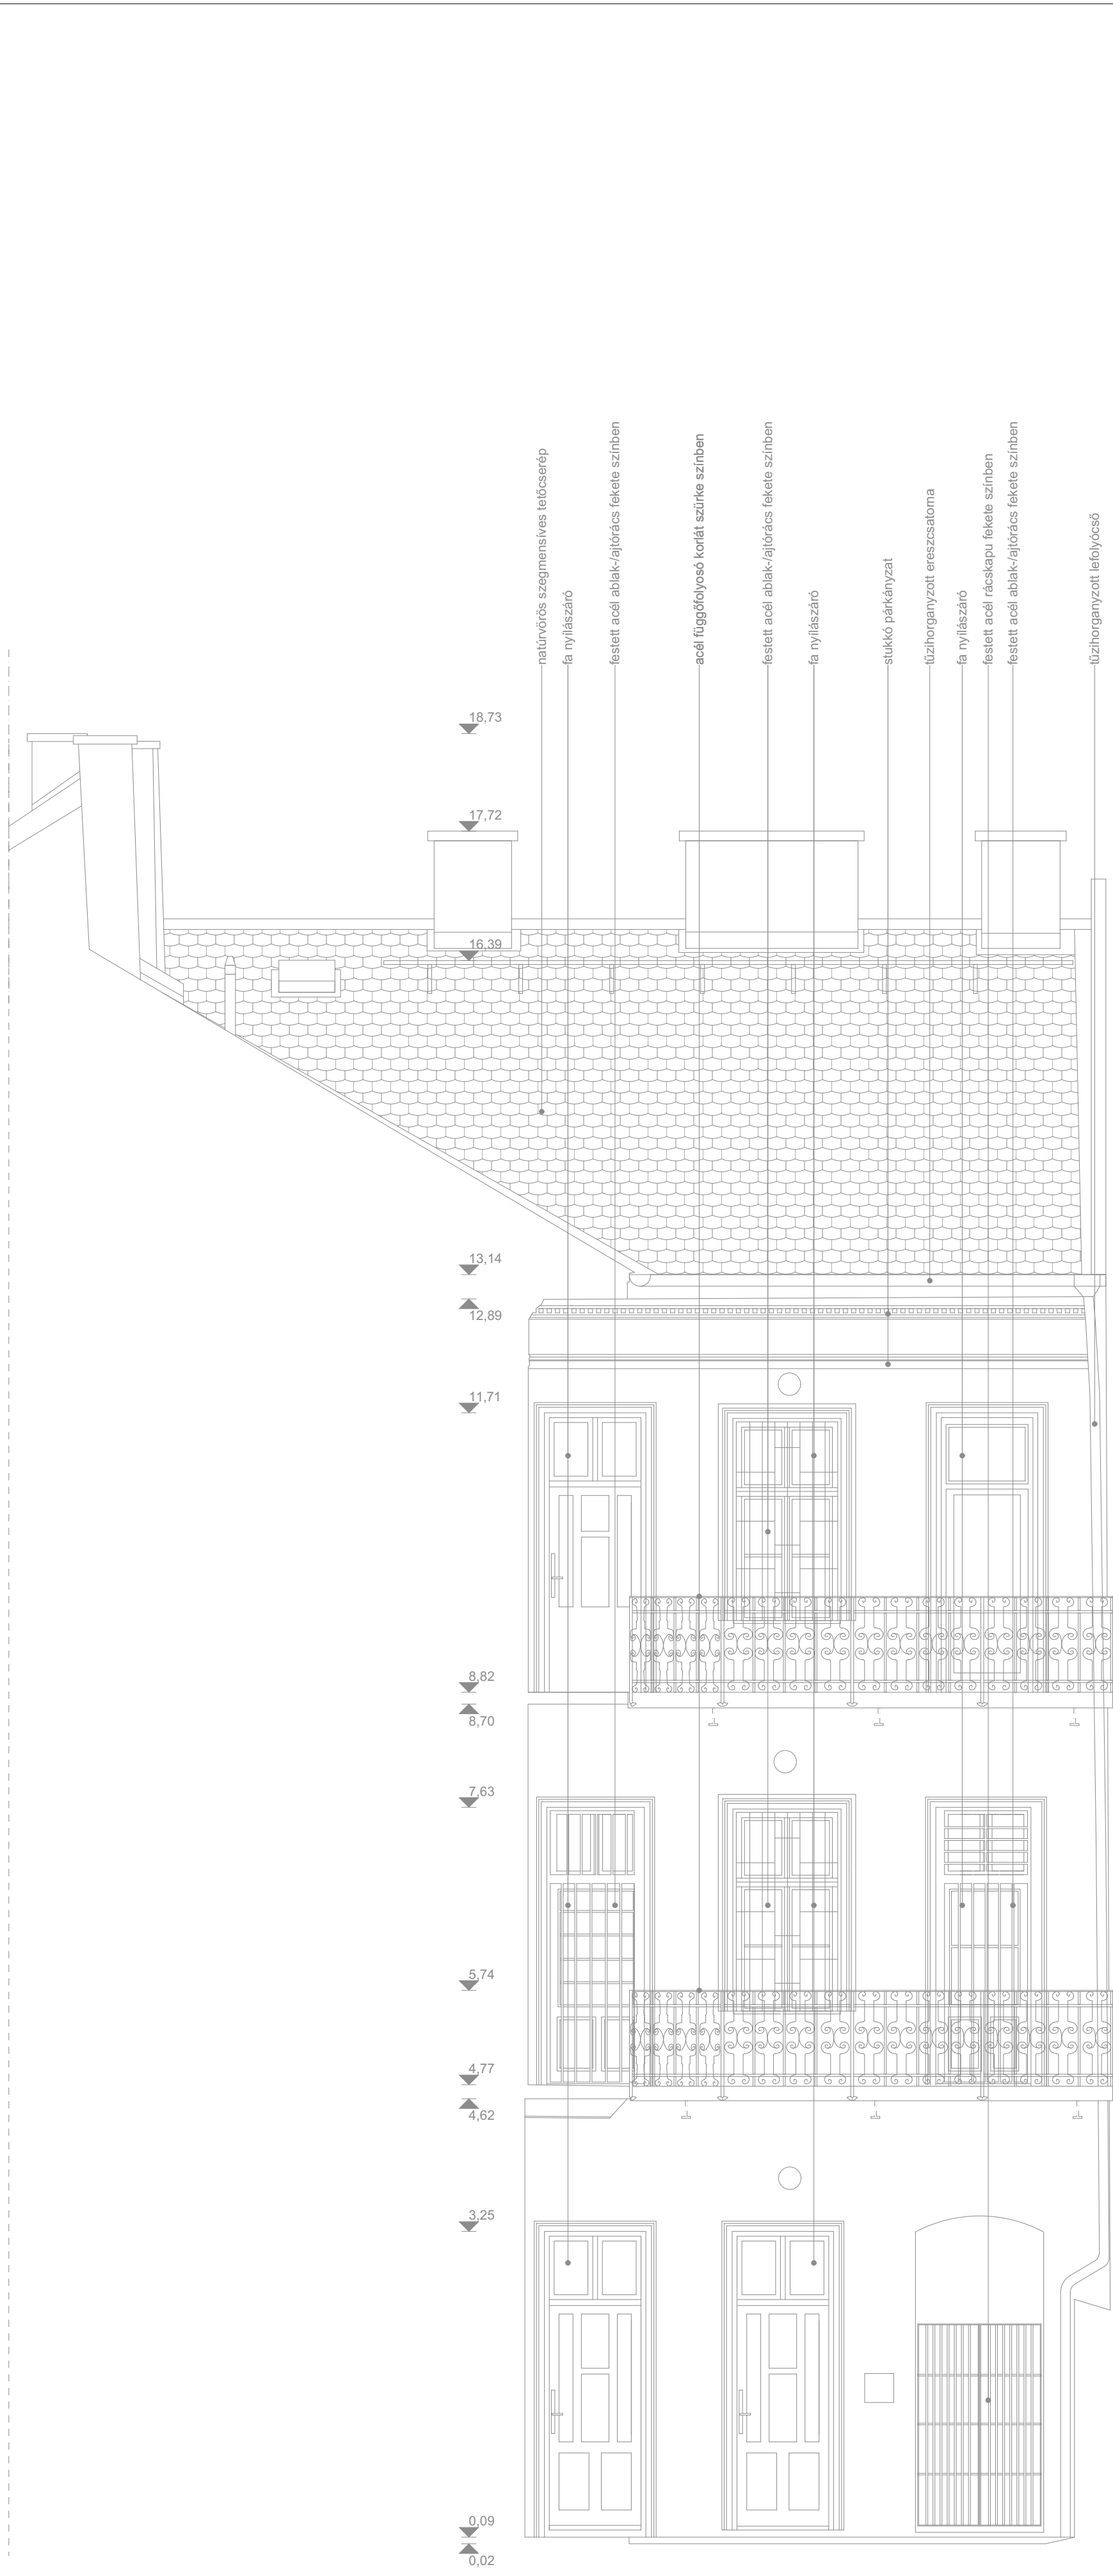 natúrvörös szegmensíves tetőcserép
fa nyílászáró
festett acél ablak-/ajtórács fekete színben
acél függőfolyosó korlát szürke színben
festett acél ablak-/ajtórács fekete színben
fa nyílászáró
stukkó párkányzat
tűzihorganyzott ereszcsatorna
fa nyílászáró
festett acél rácskapu fekete színben
festett acél ablak-/ajtórács fekete színben
tűzihorganyzott lefolyócső
18,73
17,72
16,39
13,14
12,89
11,71
8,82
8,70
7,63
5,74
4,77
4,62
3,25
0,09
0,02